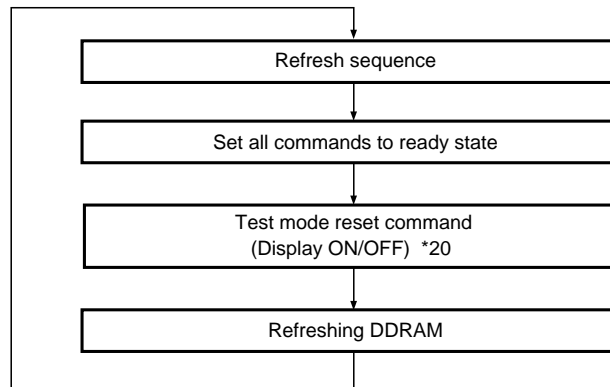 Refresh sequence
Set all commands to ready state
Test mode reset command
(Display ON/OFF)  *20
Refreshing DDRAM